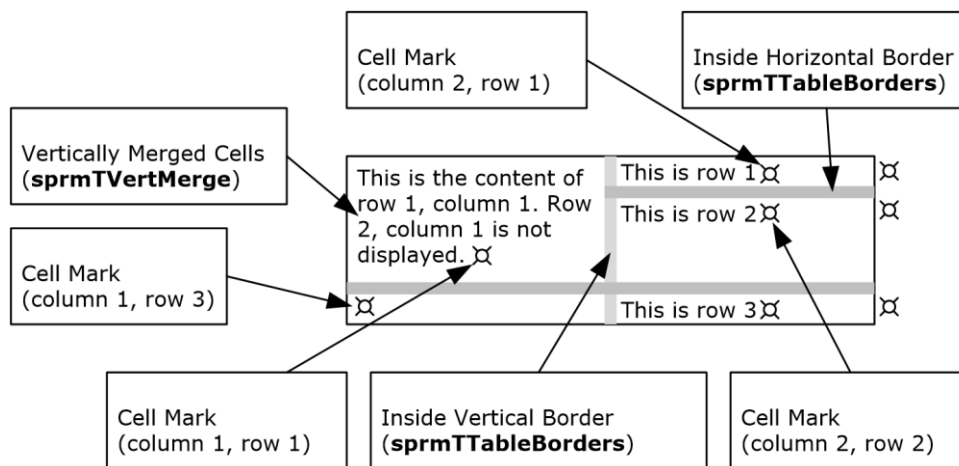 Cell Mark
(column 2, row 1)
Inside Horizontal Border
(sprmTTableBorders)
Vertically Merged Cells
(sprmTVertMerge)
This is the content of
row 1, column 1. Row
2, column 1 is not
displayed.
This is row 1
This is row 2
Cell Mark
(column 1, row 3)
This is row 3
Cell Mark
(column 1, row 1)
Inside Vertical Border
(sprmTTableBorders)
Cell Mark
(column 2, row 2)